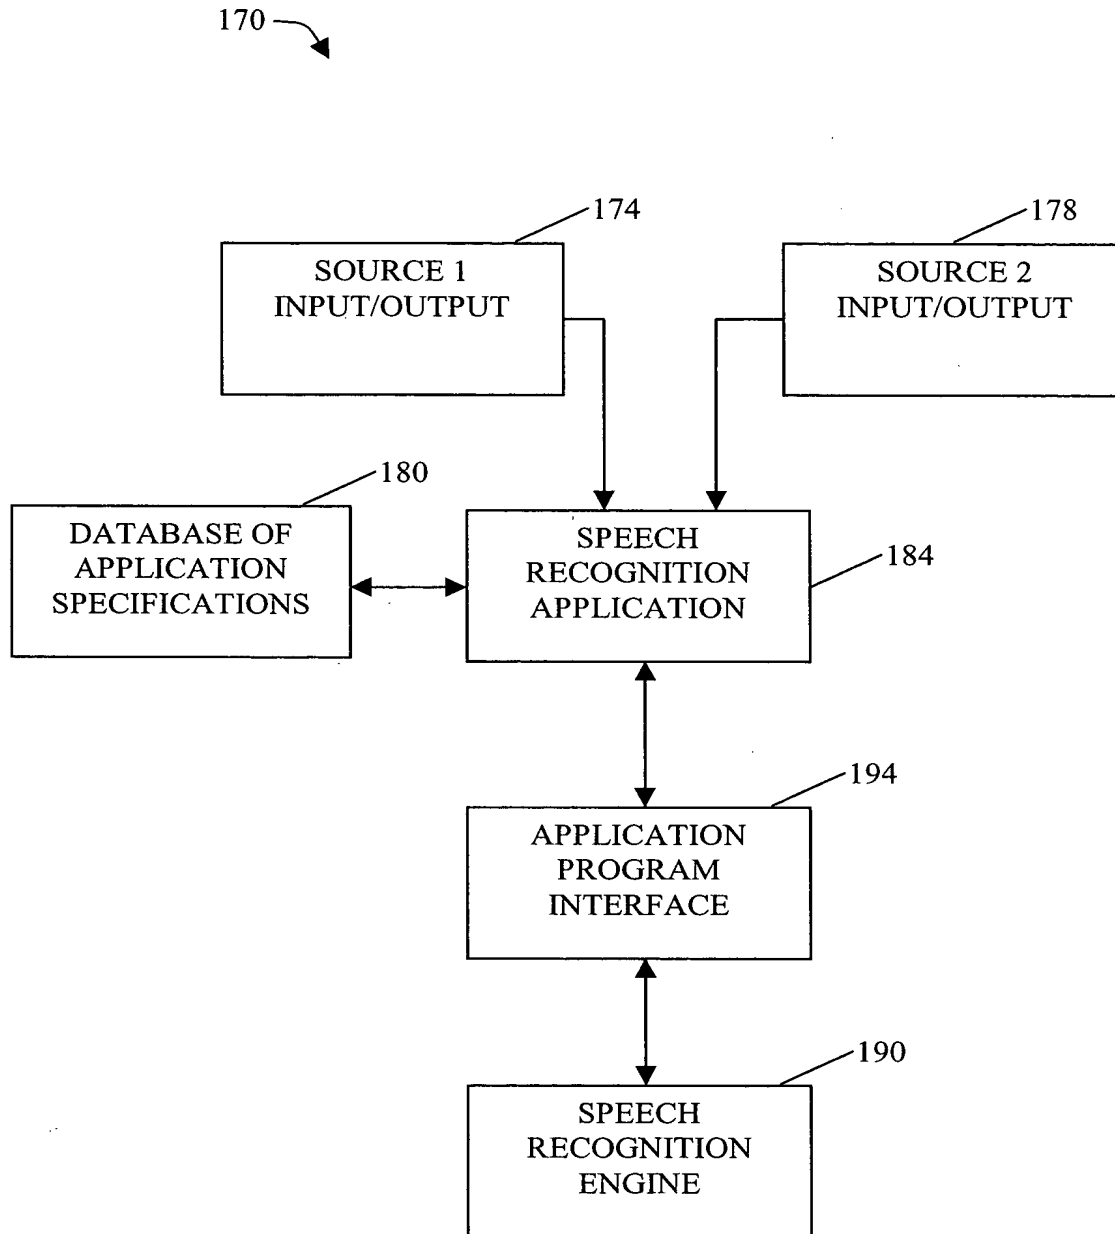 170
174
178
SOURCE 1
INPUT/OUTPUT
SOURCE 2
INPUT/OUTPUT
180
DATABASE OF
APPLICATION
SPECIFICATIONS
SPEECH
RECOGNITION
APPLICATION
184
194
APPLICATION
PROGRAM
INTERFACE
190
SPEECH
RECOGNITION
ENGINE